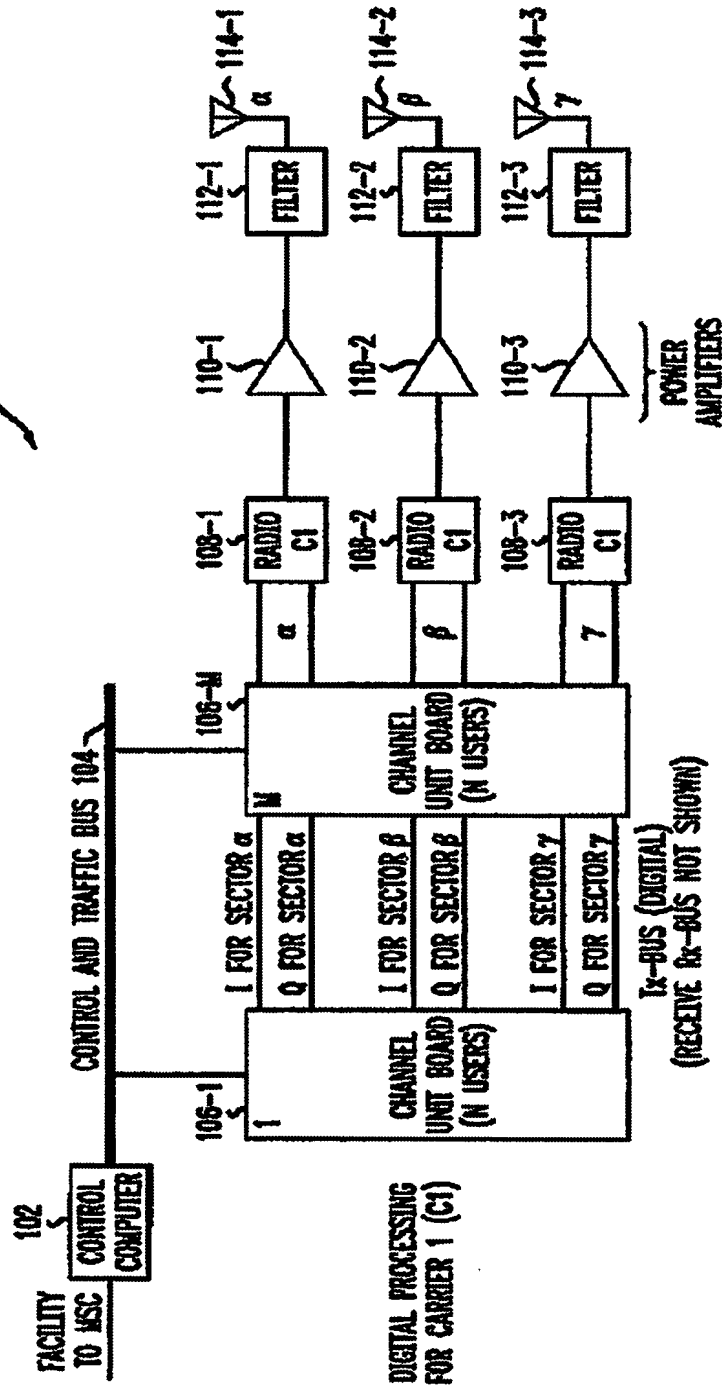 FACILITY
TO MSC
102
CONTROL
COMPUTER
CONTROL AND TRAFFIC BUS 104
DIGITAL PROCESSING
FOR CARRIER 1 (C1)
106-1
1
CHANNEL
UNIT BOARD
(N USERS)
I FOR SECTOR α
Q FOR SECTOR α
I FOR SECTOR β
Q FOR SECTOR β
I FOR SECTOR γ
Q FOR SECTOR γ
Tx-BUS (DIGITAL)
(RECEIVE Rx-BUS NOT SHOWN)
106-M
M
CHANNEL
UNIT BOARD
(N USERS)
α
β
γ
108-1
RADIO
C1
108-2
RADIO
C1
108-3
RADIO
C1
110-1
110-2
110-3
POWER
AMPLIFIERS
112-1
FILTER
112-2
FILTER
112-3
FILTER
114-1
α
114-2
β
114-3
γ